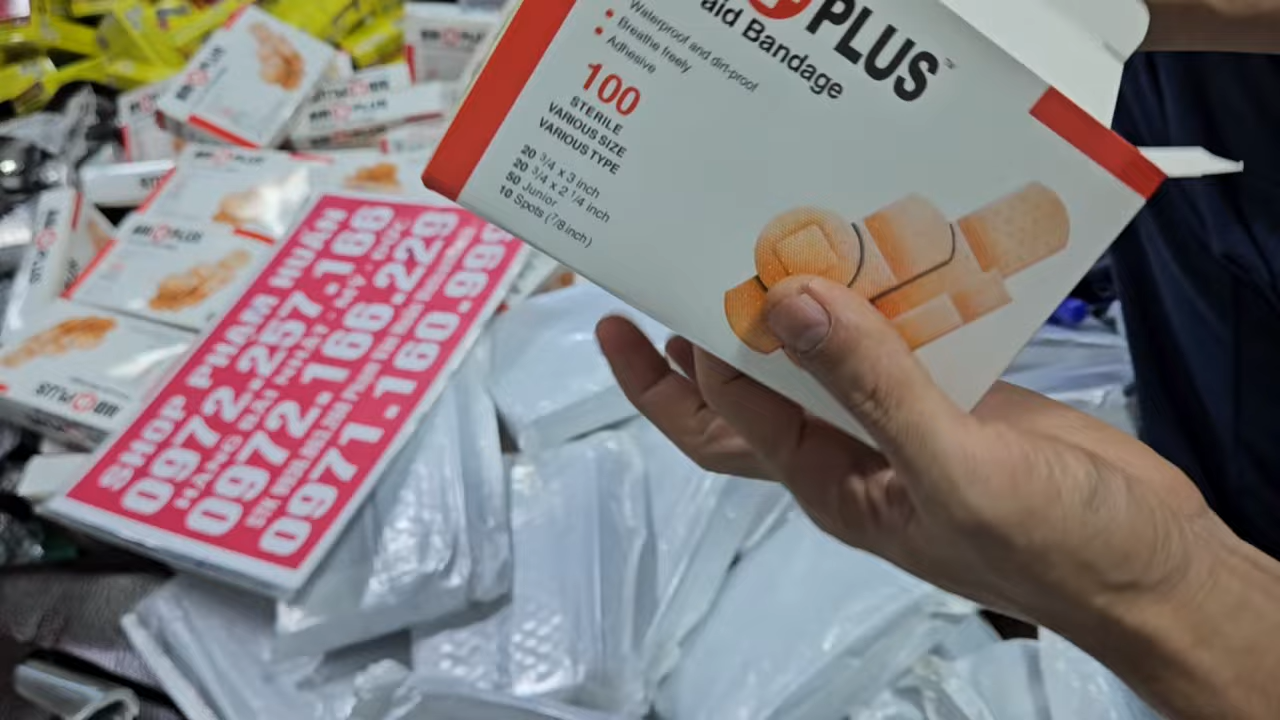 PLUS™
aid Bandage
Waterproof and dirt-proof
Breathe freely
Adhesive
100
STERILE
VARIOUS SIZE
VARIOUS TYPE
20 3/4 x 3 inch
20 3/4 x 2 1/4 inch
50 Junior
10 Spots (7/8 inch)
SHOP PHAM HUAN
0972.257.166
0972.166.229
0971.160.999